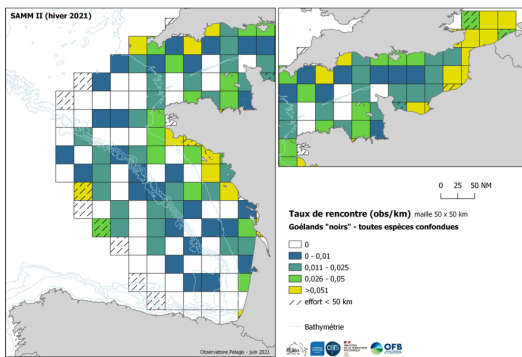 SAMM II (hiver 2021)
0 25 50 NM
Taux de rencontre (obs/km) maille 50 x 50 km
Goélands "noirs" - toutes espèces confondues
0
0 - 0,01
0,011 - 0,025
0,026 - 0,05
>0,051
effort < 50 km
Bathymétrie
Observatoire Pelagis - juin 2021
OFB